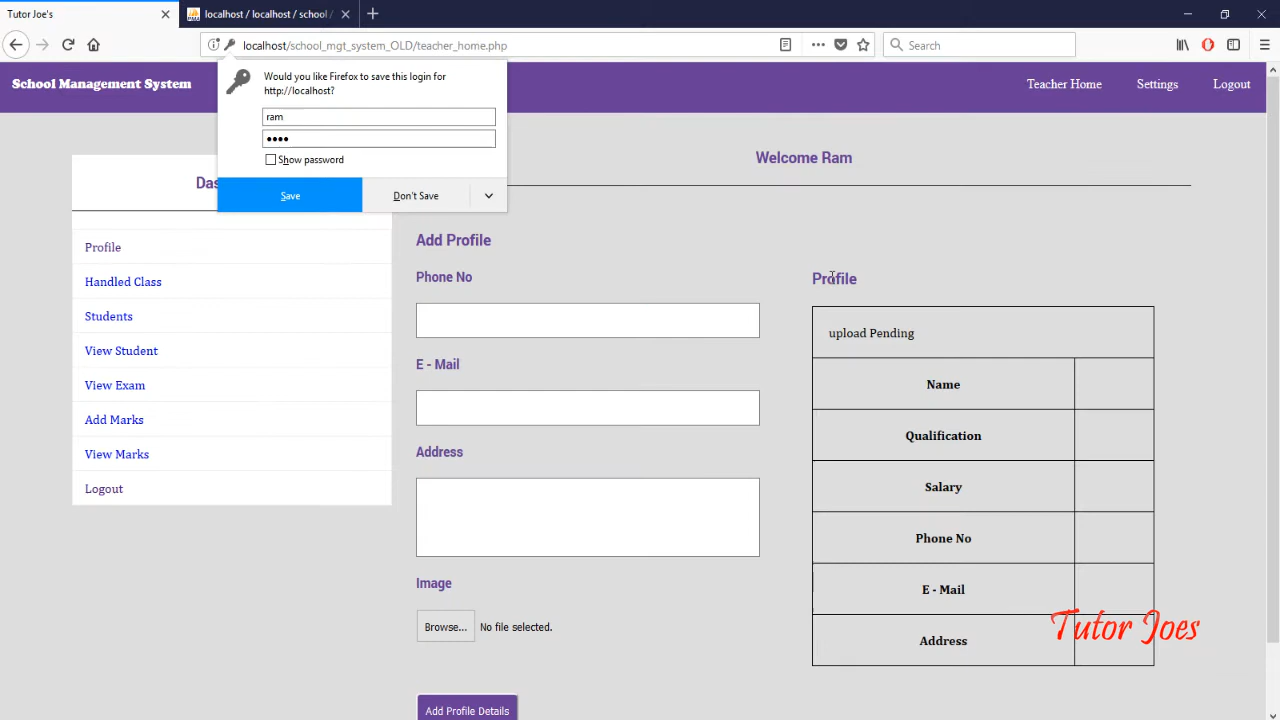 Tutor Joe's
localhost / localhost / school /
localhost/school_mgt_system_OLD/teacher_home.php
Search
Would you like Firefox to save this login for
http://localhost?
ram
••••
Show password
Save
Don't Save
School Management System
Teacher Home
Settings
Logout
Welcome Ram
Das
Profile
Handled Class
Students
View Student
View Exam
Add Marks
View Marks
Logout
Add Profile
Phone No
E - Mail
Address
Image
Browse... No file selected.
Add Profile Details
Profile
upload Pending
Name
Qualification
Salary
Phone No
E - Mail
Address
Tutor Joes